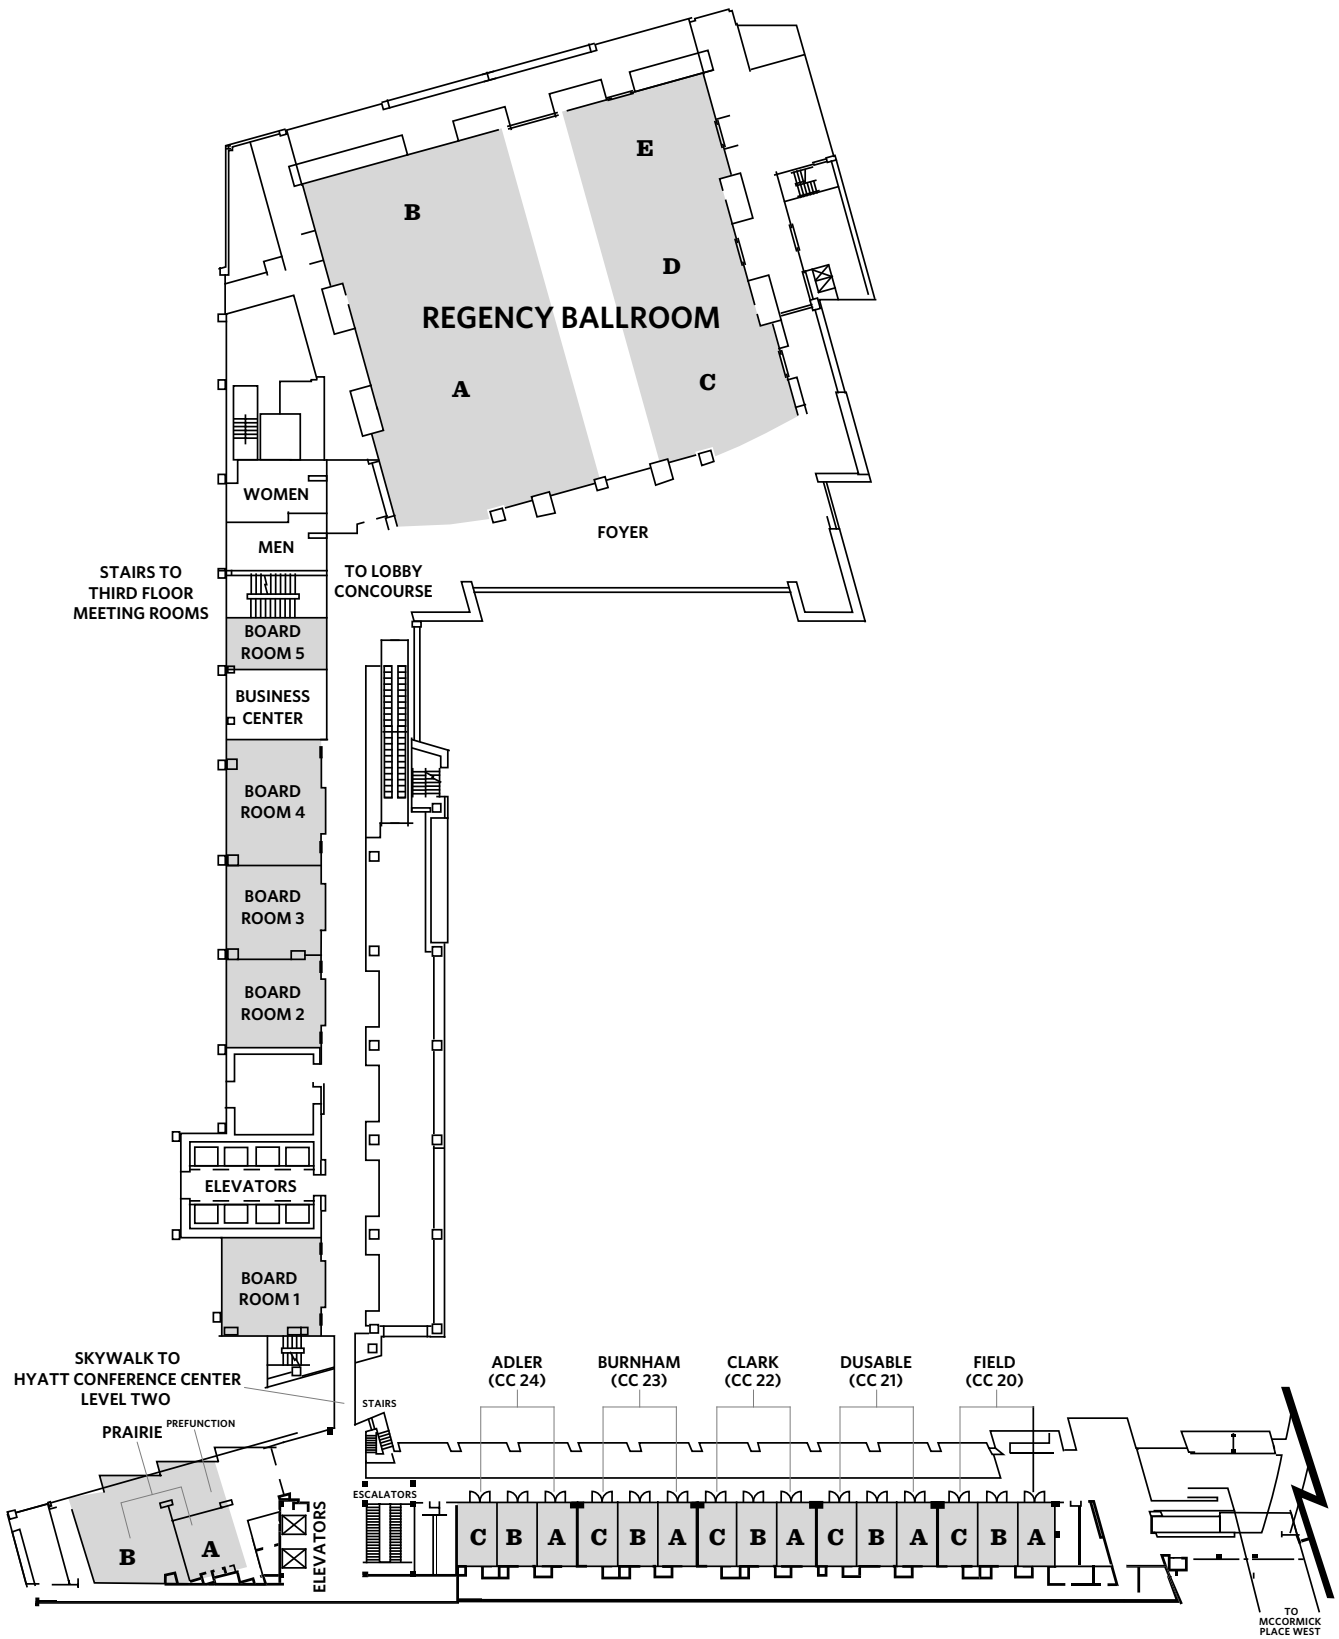 E
B
D
REGENCY BALLROOM
C
A
WOMEN
FOYER
MEN
STAIRS TO
THIRD FLOOR
MEETING ROOMS
TO LOBBY
CONCOURSE
BOARD
ROOM 5
BUSINESS
CENTER
BOARD
ROOM 4
BOARD
ROOM 3
BOARD
ROOM 2
ELEVATORS
BOARD
ROOM 1
SKYWALK TO
HYATT CONFERENCE CENTER
LEVEL TWO
STAIRS
PRAIRIE
PREFUNCTION
B
A
ELEVATORS
ESCALATORS
ADLER
(CC 24)
BURNHAM
(CC 23)
CLARK
(CC 22)
DUSABLE
(CC 21)
FIELD
(CC 20)
C B A C B A C B A C B A C B A
TO
MCCORMICK
PLACE WEST